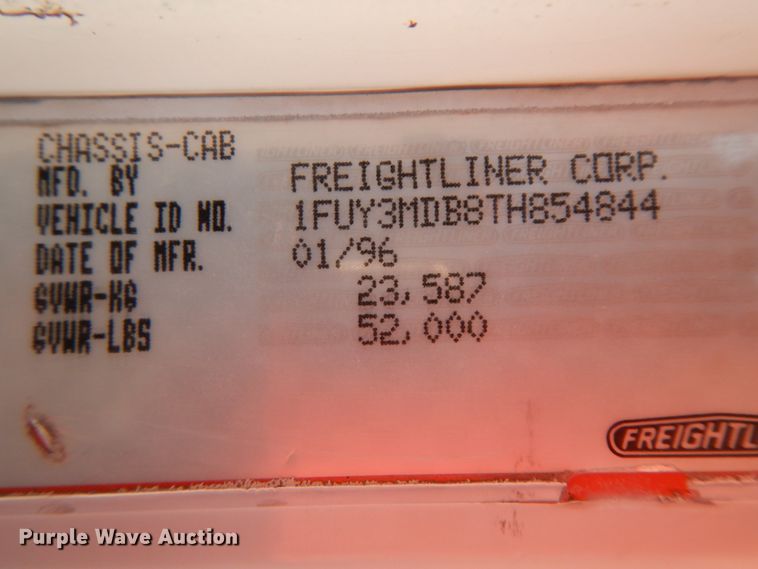 CHASSIS-CAB
MFD. BY FREIGHTLINER CORP.
VEHICLE ID NO. 1FUY3MDB8TH854844
DATE OF MFR. 01/96
GVWR-KG 23,587
GVWR-LBS 52,000
FREIGHTL
Purple Wave Auction